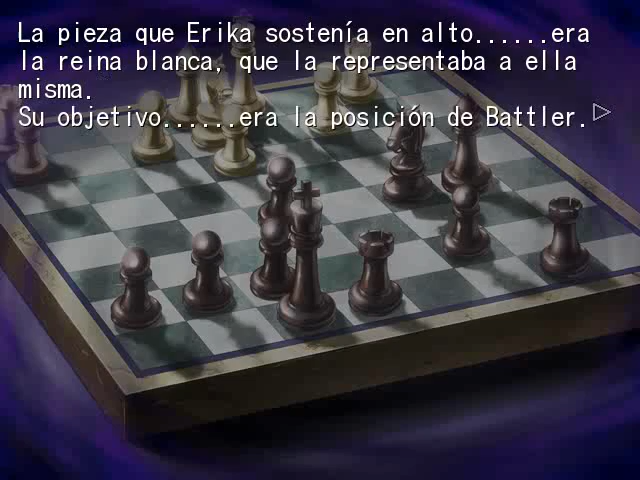 La pieza que Erika sostenía en alto......era
la reina blanca, que la representaba a ella
misma.
Su objetivo......era la posición de Battler.